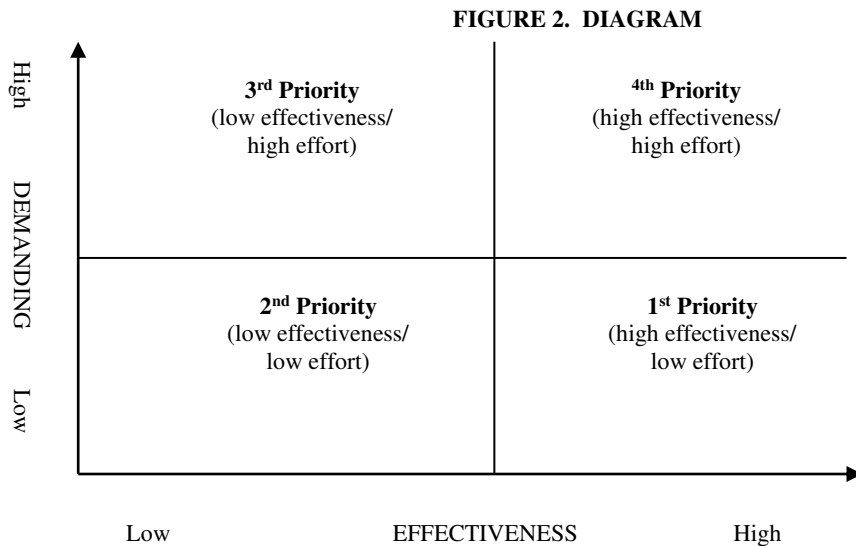 FIGURE 2. DIAGRAM
High
DEMANDING
Low
3rd Priority
(low effectiveness/
high effort)
4th Priority
(high effectiveness/
high effort)
2nd Priority
(low effectiveness/
low effort)
1st Priority
(high effectiveness/
low effort)
Low EFFECTIVENESS High